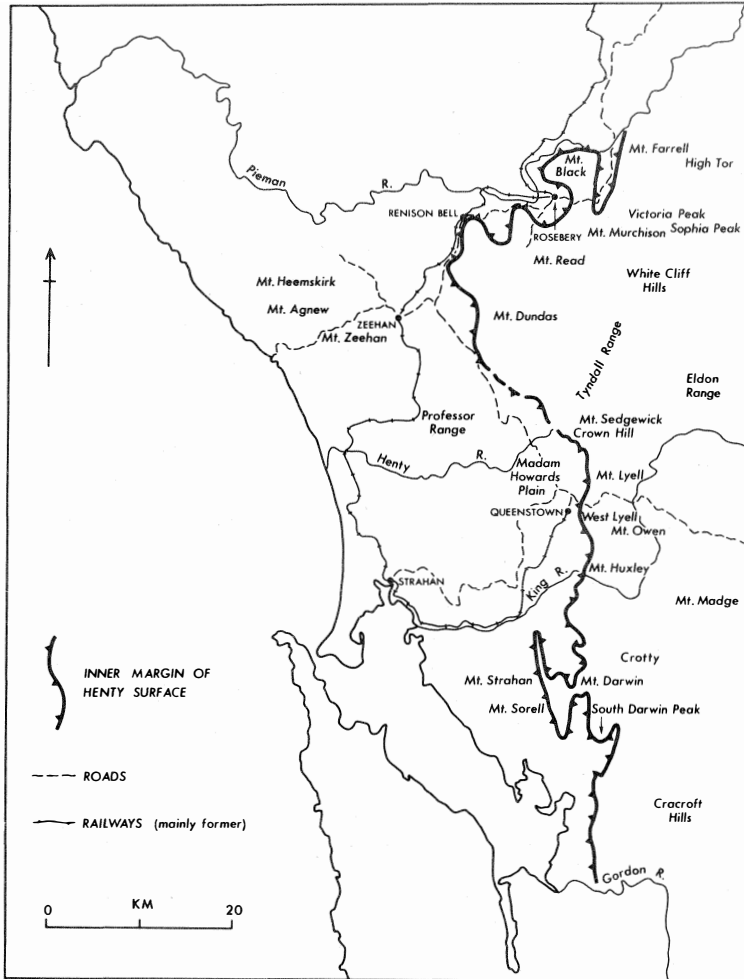 Mt. Farrell
High Tor
Mt.
Black
Pieman
R.
RENISON BELL
ROSEBERY
Victoria Peak
Mt. Murchison
Sophia Peak
Mt. Read
White Cliff
Hills
Mt. Heemskirk
Mt. Agnew
ZEEHAN
Mt. Zeehan
Mt. Dundas
Tyndall Range
Eldon
Range
Professor
Range
Mt. Sedgewick
Crown Hill
Henty
R.
Madam
Howards
Plain
Mt. Lyell
QUEENSTOWN
West Lyell
Mt. Owen
STRAHAN
King R.
Mt. Huxley
Mt. Madge
Crotty
Mt. Strahan
Mt. Darwin
Mt. Sorell
South Darwin Peak
INNER MARGIN OF
HENTY SURFACE
ROADS
RAILWAYS (mainly former)
Cracroft
Hills
Gordon R.
KM
0
20